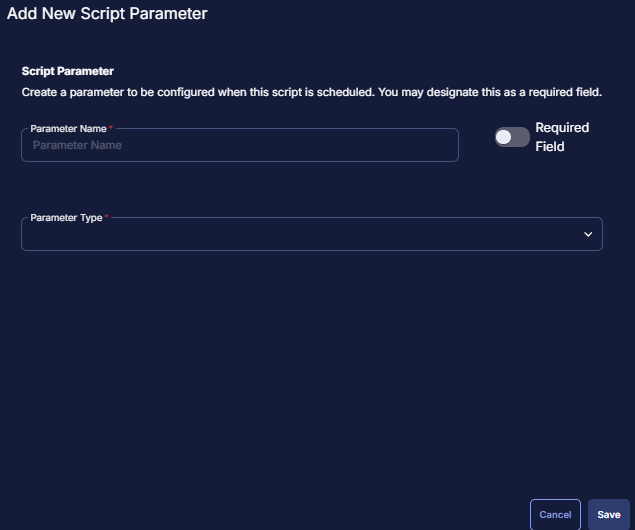 Add New Script Parameter
Script Parameter
Create a parameter to be configured when this script is scheduled. You may designate this as a required field.
Parameter Name *
Parameter Name
Required
Field
Parameter Type *
Cancel
Save